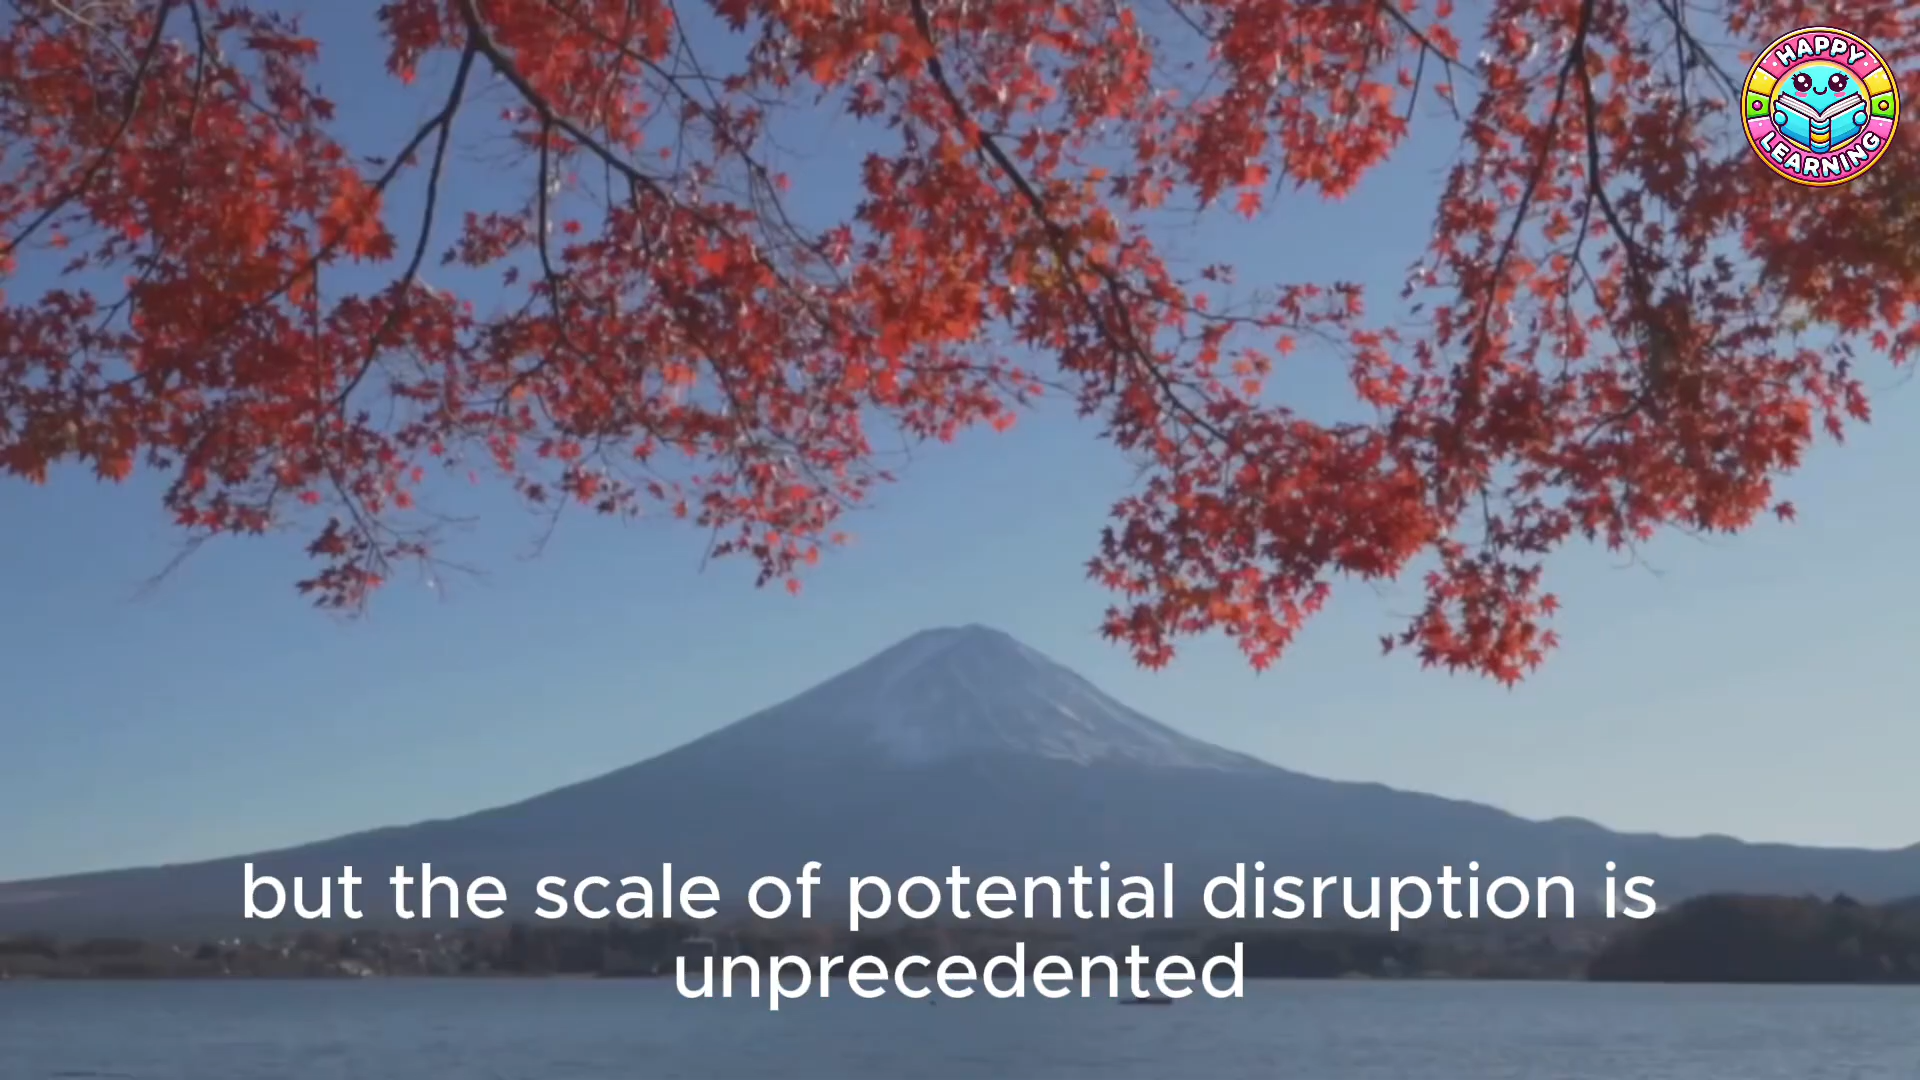 HAPPY
LEARNING
but the scale of potential disruption is
unprecedented